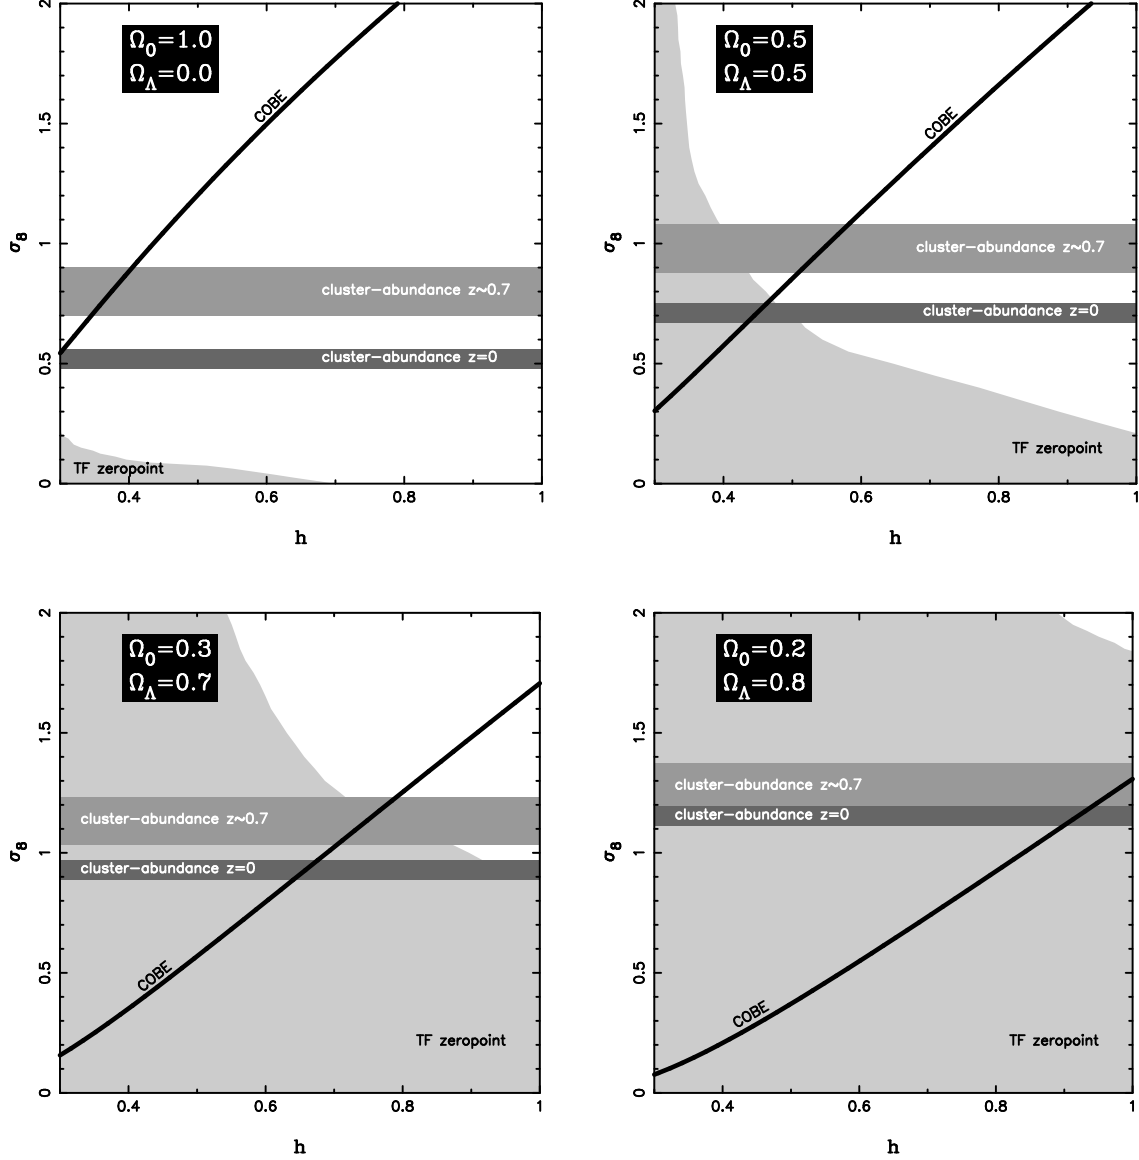 Ω0=1.0
ΩΛ=0.0
COBE
cluster-abundance z~0.7
cluster-abundance z=0
TF zeropoint
σ8
0
0.5
1
1.5
2
0.4
0.6
0.8
1
h
Ω0=0.5
ΩΛ=0.5
COBE
cluster-abundance z~0.7
cluster-abundance z=0
TF zeropoint
σ8
0
0.5
1
1.5
2
0.4
0.6
0.8
1
h
Ω0=0.3
ΩΛ=0.7
cluster-abundance z~0.7
cluster-abundance z=0
COBE
TF zeropoint
σ8
0
0.5
1
1.5
2
0.4
0.6
0.8
1
h
Ω0=0.2
ΩΛ=0.8
cluster-abundance z~0.7
cluster-abundance z=0
COBE
TF zeropoint
σ8
0
0.5
1
1.5
2
0.4
0.6
0.8
1
h